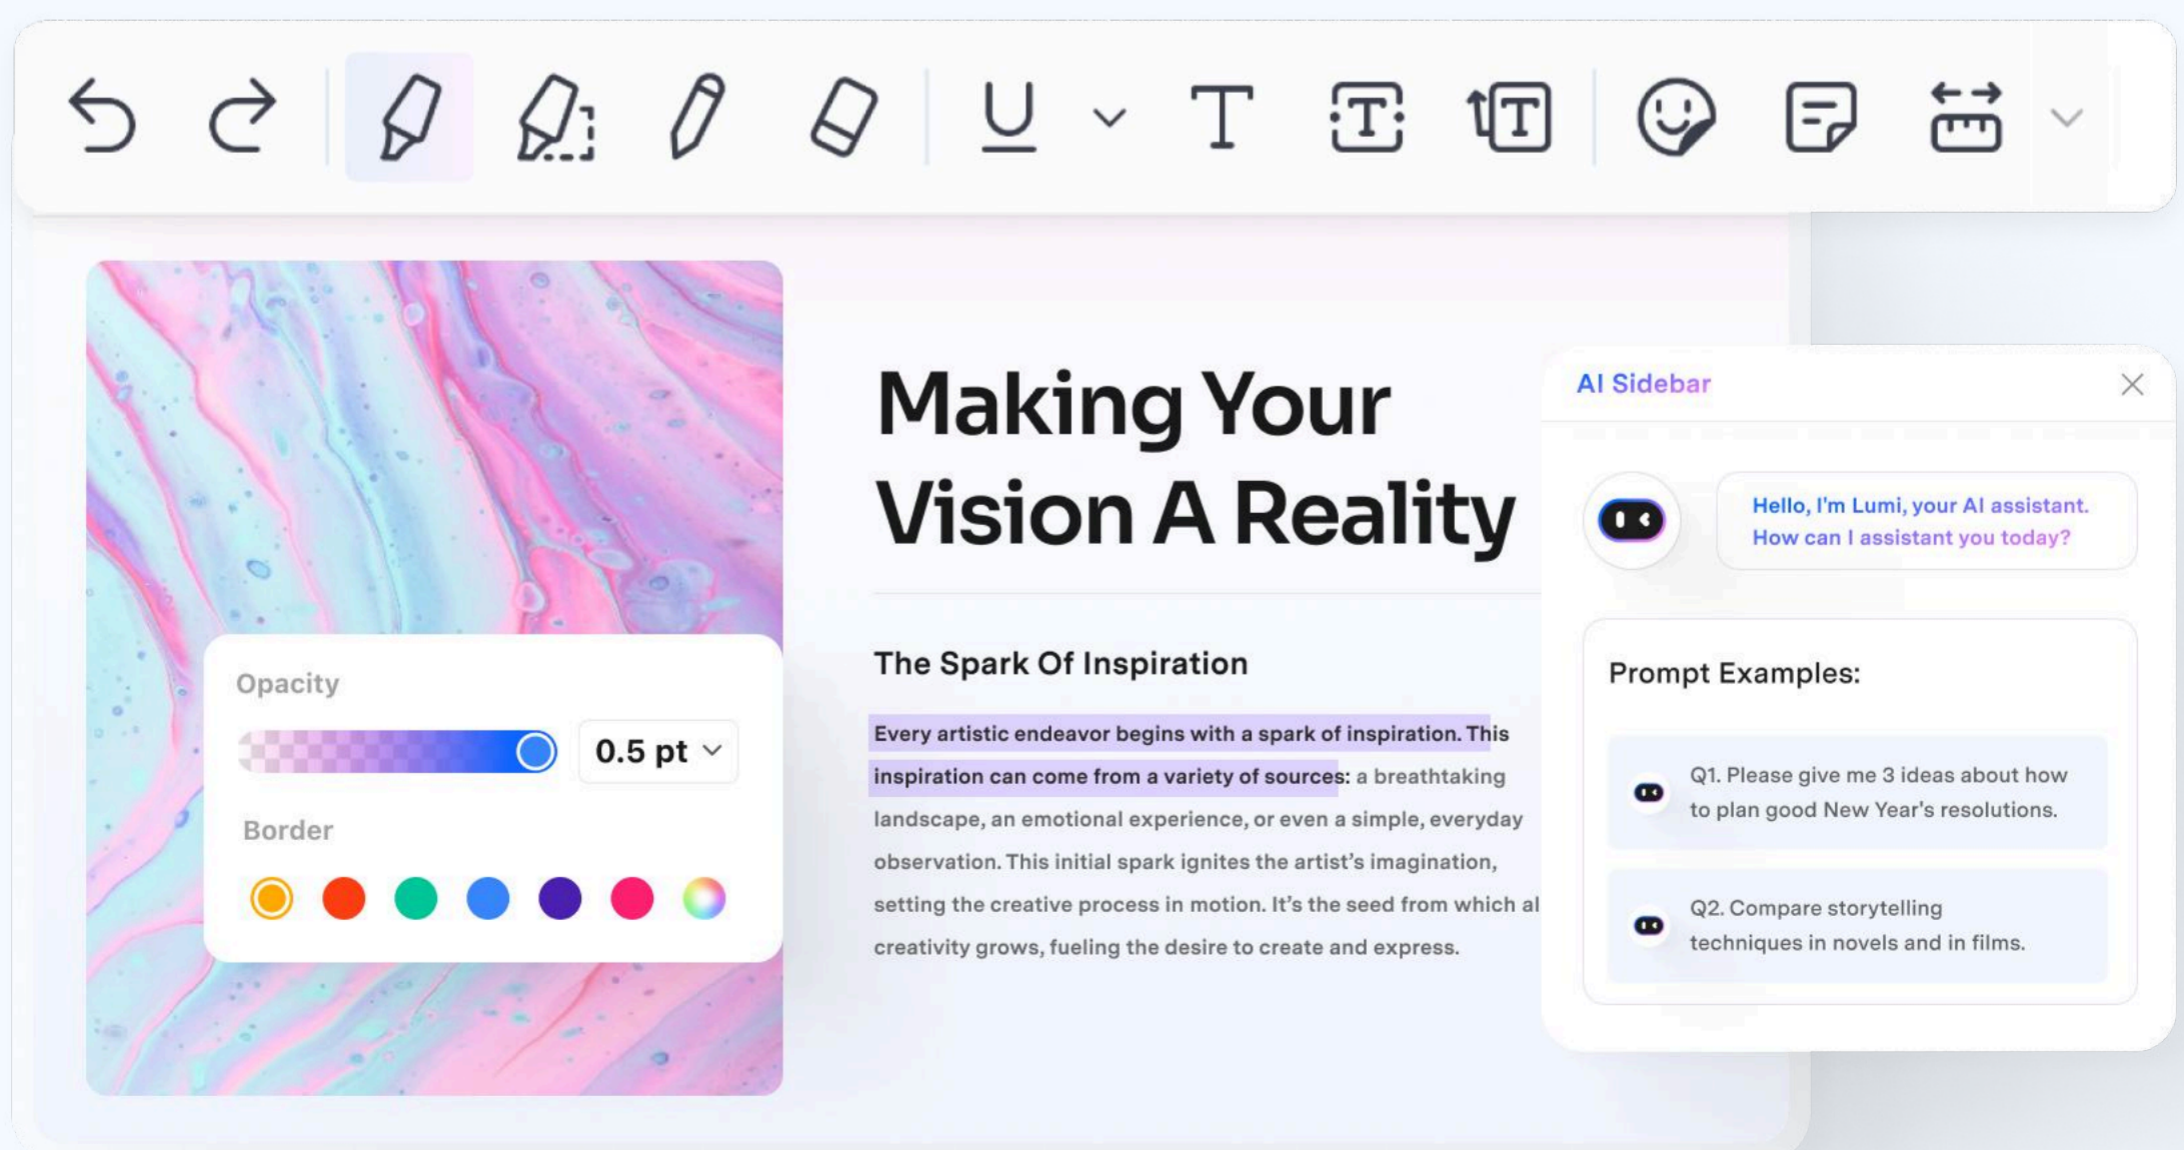 Making Your
Vision A Reality
The Spark Of Inspiration
Every artistic endeavor begins with a spark of inspiration. This
inspiration can come from a variety of sources: a breathtaking
landscape, an emotional experience, or even a simple, everyday
observation. This initial spark ignites the artist’s imagination,
setting the creative process in motion. It’s the seed from which al
creativity grows, fueling the desire to create and express.
Opacity
0.5 pt
Border
AI Sidebar
Hello, I'm Lumi, your AI assistant.
How can I assistant you today?
Prompt Examples:
Q1. Please give me 3 ideas about how
to plan good New Year's resolutions.
Q2. Compare storytelling
techniques in novels and in films.